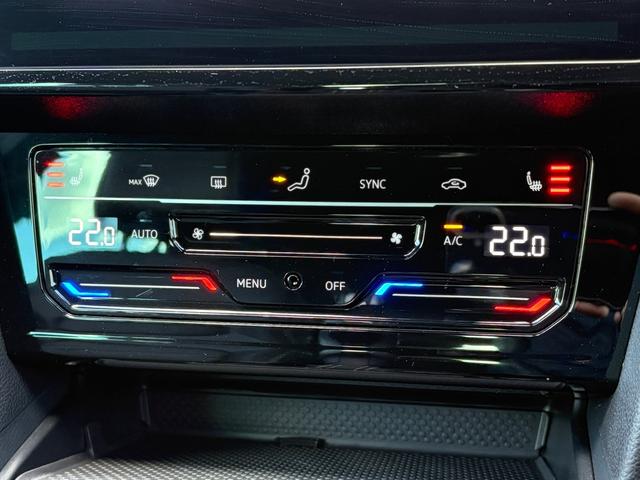 MAX SYNC
22.0 AUTO A/C 22.0
MENU OFF